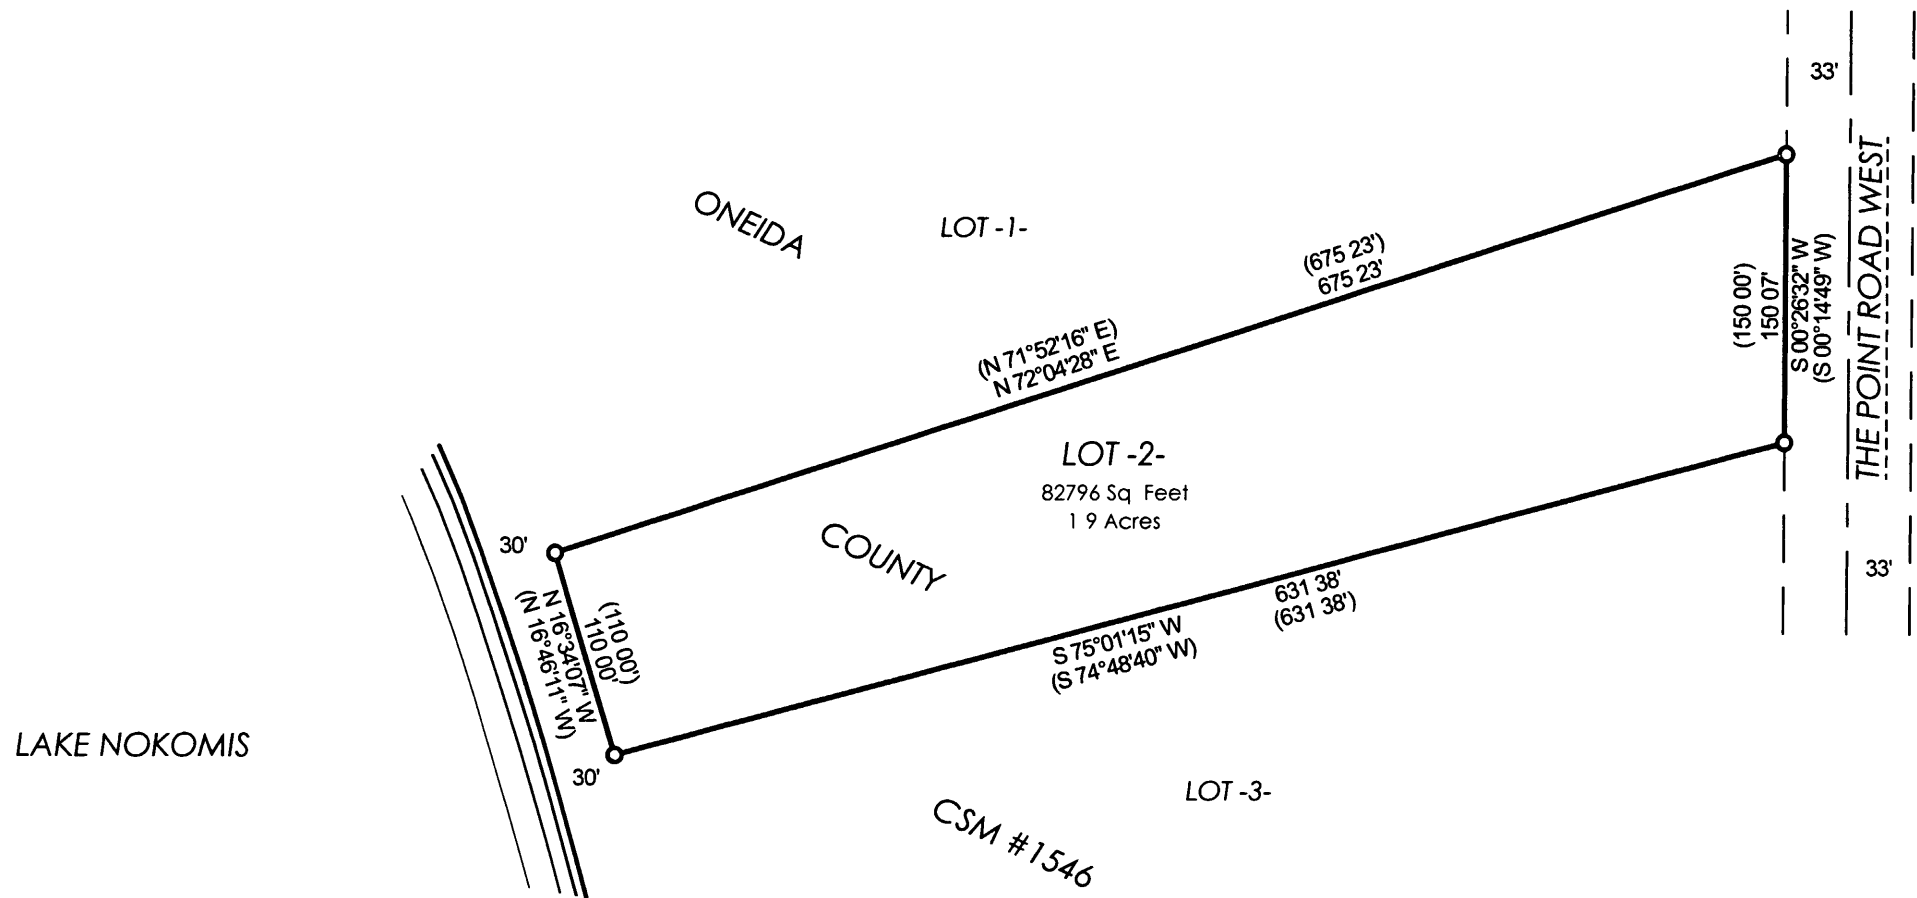 33'
THE POINT ROAD WEST
ONEIDA
LOT -1-
(675 23')
675 23'
(N 71°52'16" E)
N 72°04'28" E
(150 00')
150 07'
S 00°26'32" W
(S 00°14'49" W)
LOT -2-
82796 Sq Feet
1 9 Acres
COUNTY
30'
33'
(110 00')
110 00'
N 16°34'07" W
(N 16°46'11" W)
631 38'
(631 38')
S 75°01'15" W
(S 74°48'40" W)
LAKE NOKOMIS
30'
LOT -3-
CSM #1546